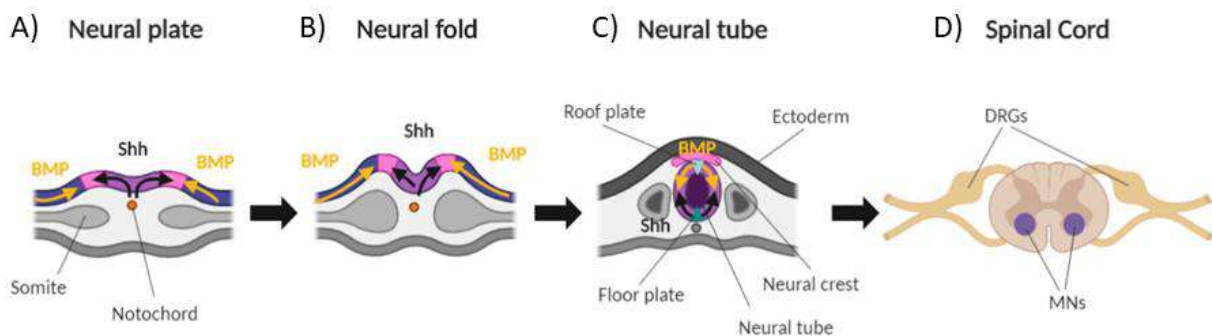 A) Neural plate
B) Neural fold
C) Neural tube
D) Spinal Cord
BMP
Shh
BMP
Somite
Notochord
BMP
Shh
BMP
Roof plate
Ectoderm
BMP
Shh
Floor plate
Neural crest
Neural tube
DRGs
MNs